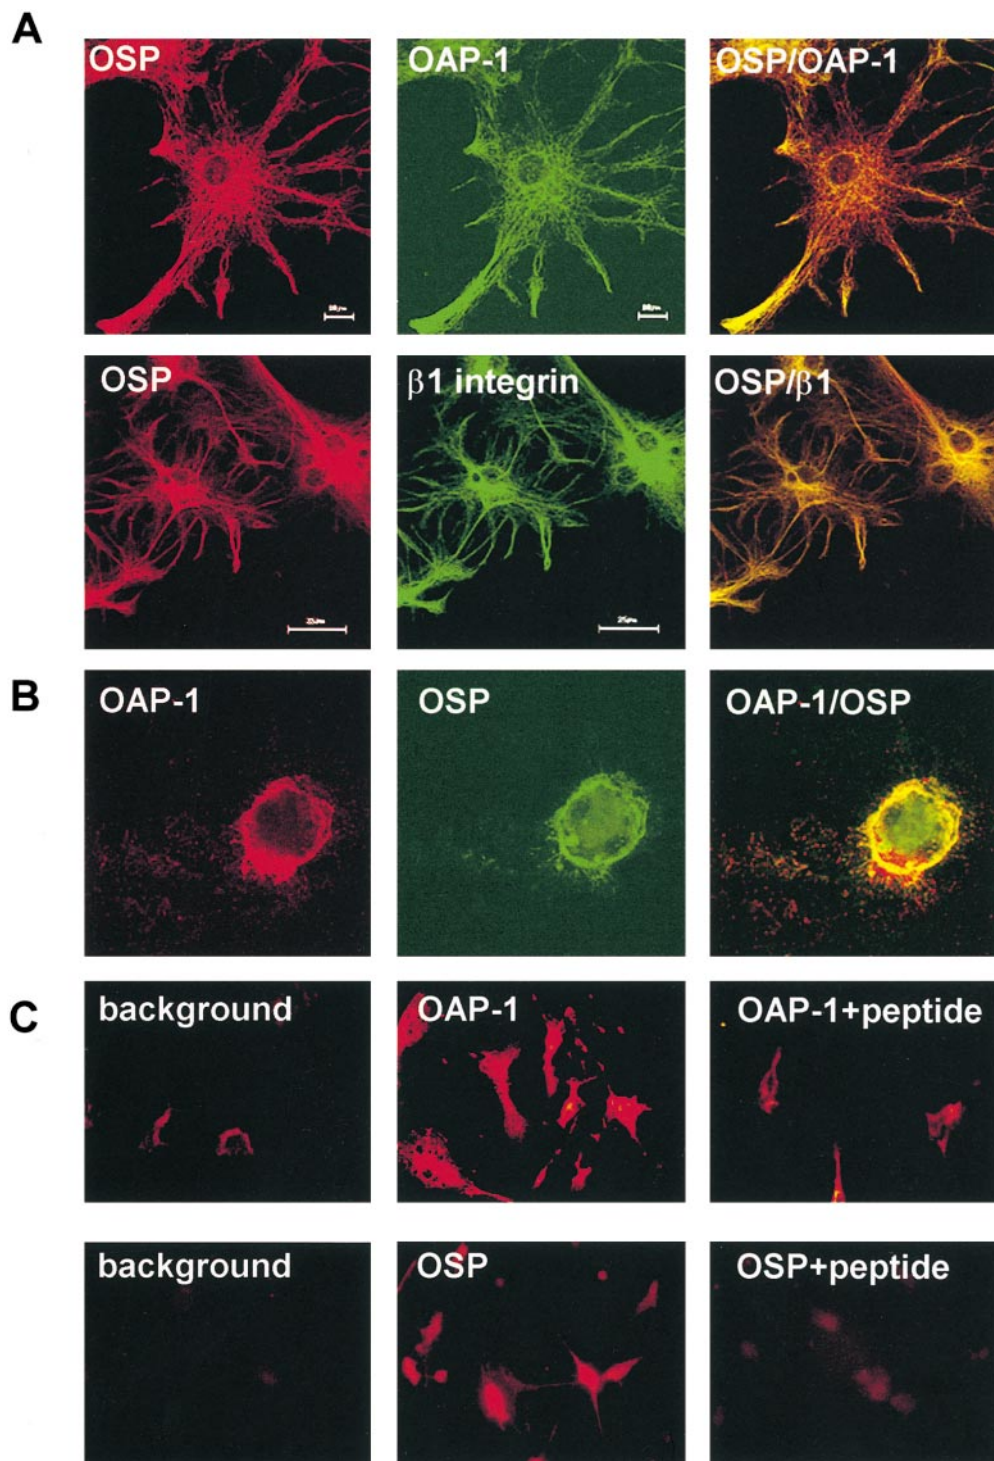 A
OSP
OAP-1
OSP/OAP-1
OSP
β1 integrin
25µm
OSP/β1
B
OAP-1
OSP
OAP-1/OSP
C
background
OAP-1
OAP-1+peptide
background
OSP
OSP+peptide